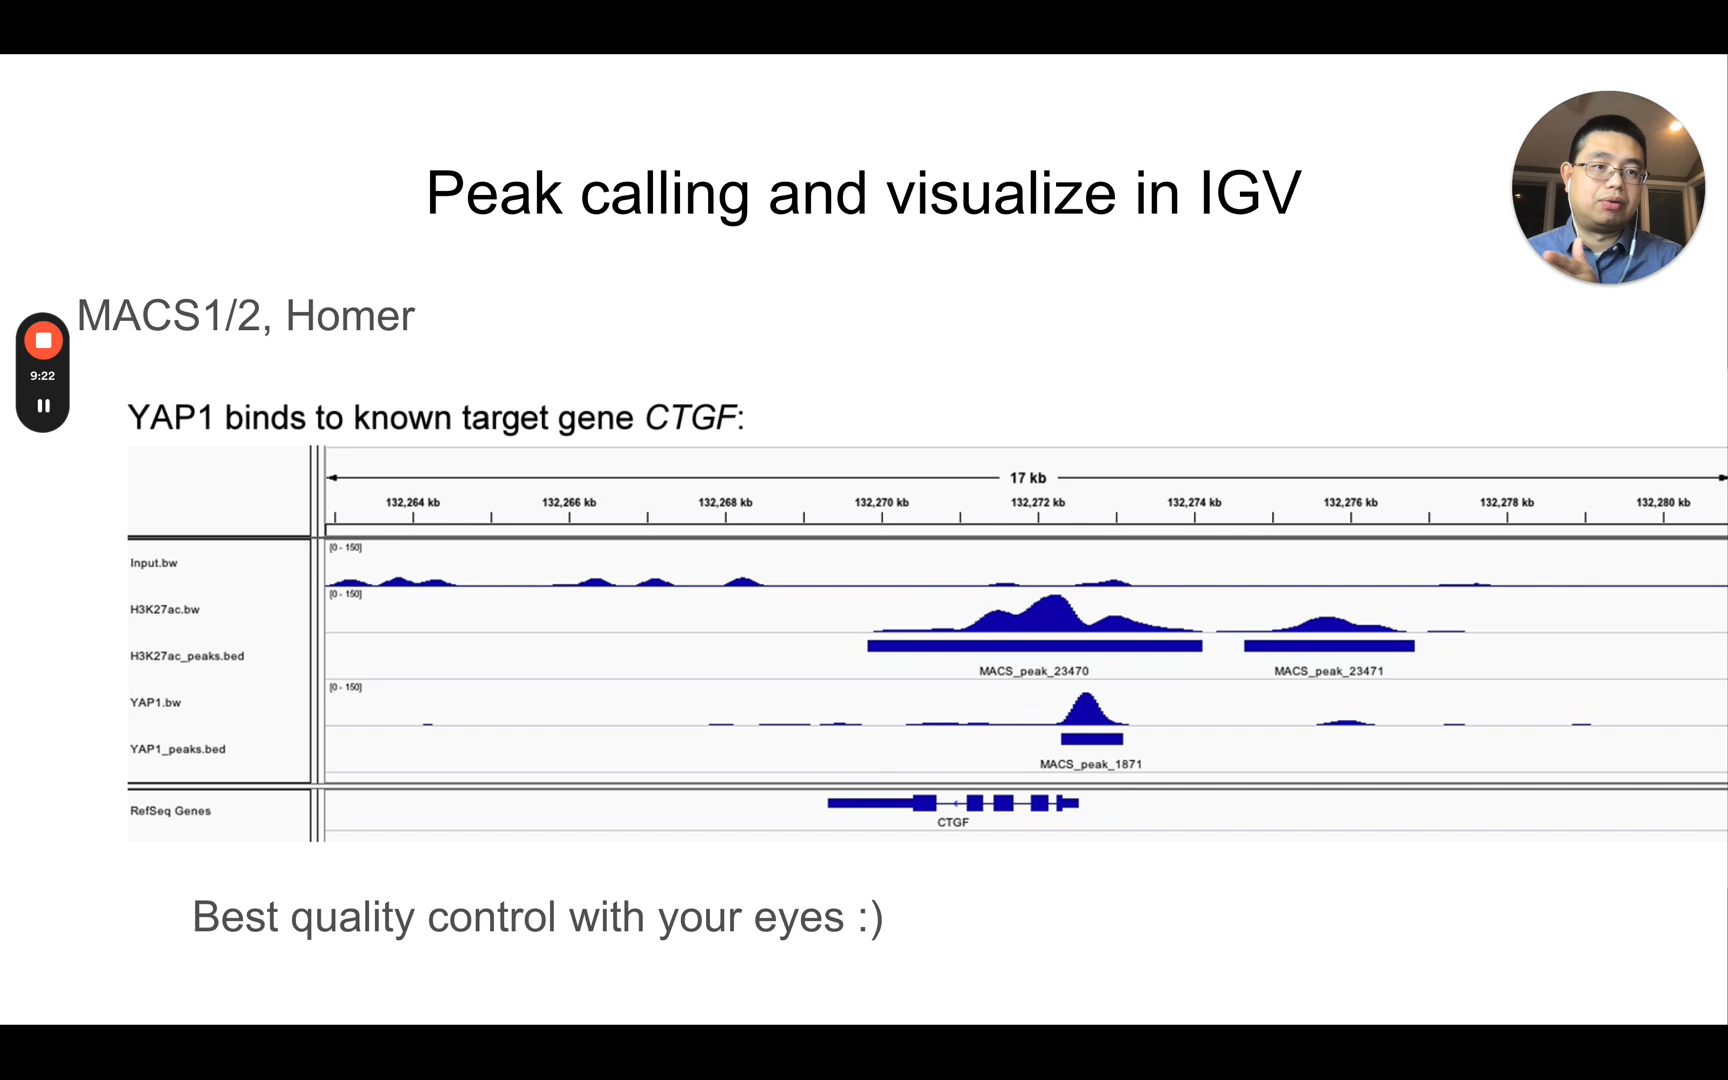 Peak calling and visualize in IGV
MACS1/2, Homer
9:22
YAP1 binds to known target gene CTGF:
17 kb
132,264 kb 132,266 kb 132,268 kb 132,270 kb 132,272 kb 132,274 kb 132,276 kb 132,278 kb 132,280 kb
[0 - 150]
Input.bw
[0 - 150]
H3K27ac.bw
H3K27ac_peaks.bed
MACS_peak_23470 MACS_peak_23471
[0 - 150]
YAP1.bw
YAP1_peaks.bed
MACS_peak_1871
RefSeq Genes
CTGF
Best quality control with your eyes :)